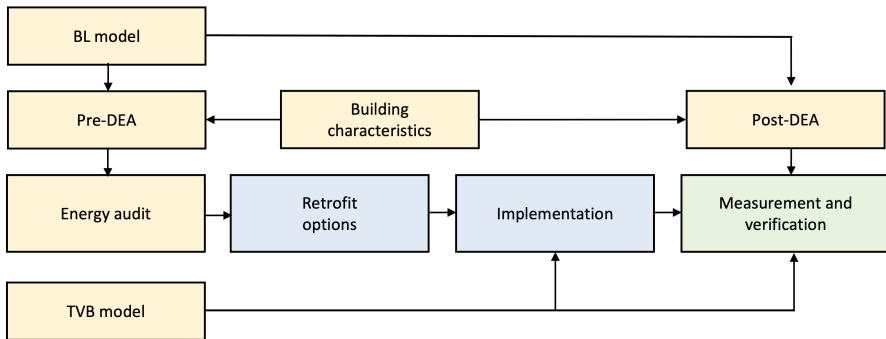 BL model
Pre-DEA
Building
characteristics
Post-DEA
Energy audit
Retrofit
options
Implementation
Measurement and
verification
TVB model